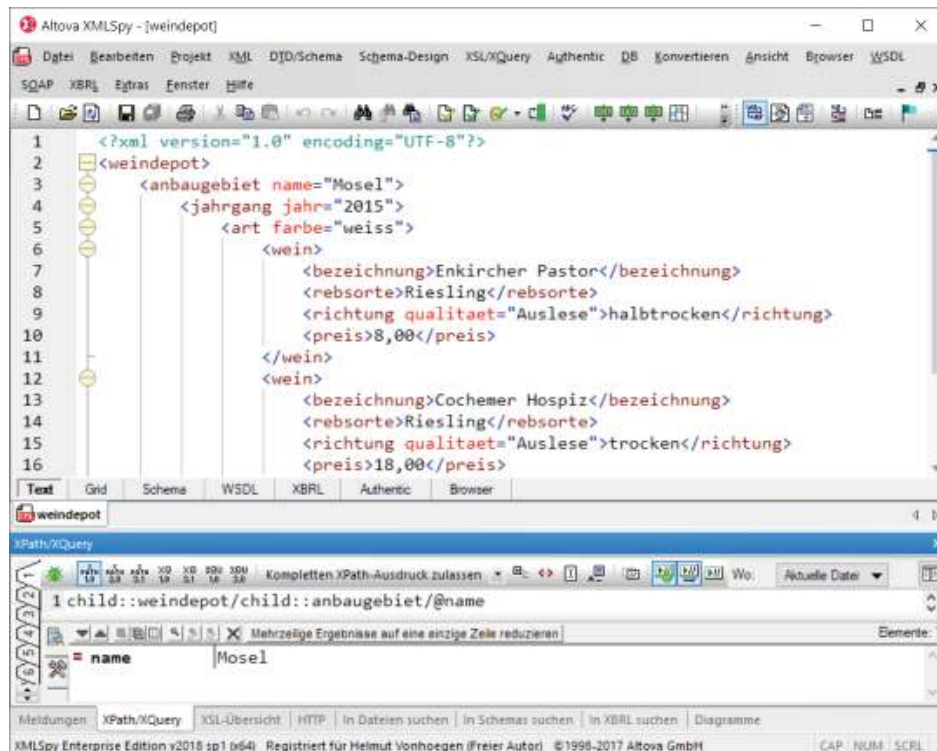 Altova XMLSpy - [weindepot]
Datei Bearbeiten Projekt XML DTD/Schema Schema-Design XSL/XQuery Authentic DB Konvertieren Ansicht Browser WSDL
SOAP XBRL Extras Fenster Hilfe
1 <?xml version="1.0" encoding="UTF-8"?>
2 <weindepot>
3 <anbaugebiet name="Mosel">
4 <jahrgang jahr="2015">
5 <art farbe="weiss">
6 <wein>
7 <bezeichnung>Enkircher Pastor</bezeichnung>
8 <rebsorte>Riesling</rebsorte>
9 <richtung qualitaet="Auslese">halbtrocken</richtung>
10 <preis>8,00</preis>
11 </wein>
12 <wein>
13 <bezeichnung>Cochemer Hospiz</bezeichnung>
14 <rebsorte>Riesling</rebsorte>
15 <richtung qualitaet="Auslese">trocken</richtung>
16 <preis>18,00</preis>
Text Grid Schema WSDL XBRL Authentic Browser
weindepot
XPath/XQuery
Kompletten XPath-Ausdruck zulassen Wo: Aktuelle Datei
1 child::weindepot/child::anbaugebiet/@name
Mehrzeilige Ergebnisse auf eine einzige Zeile reduzieren Elemente:
= name Mosel
Meldungen XPath/XQuery XSL-Übersicht HTTP In Dateien suchen In Schemas suchen In XBRL suchen Diagramme
XMLSpy Enterprise Edition v2018 sp1 (x64) Registriert für Helmut Vonhoegen (Freier Autor) ©1998-2017 Altova GmbH CAP NUM SCRL